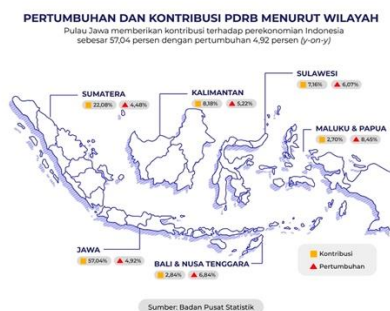 PERTUMBUHAN DAN KONTRIBUSI PDRB MENURUT WILAYAH
Pulau Jawa memberikan kontribusi terhadap perekonomian Indonesia
sebesar 57,04 persen dengan pertumbuhan 4,92 persen (y-on-y)
SULAWESI
7,16% 6,07%
KALIMANTAN
8,18% 5,22%
SUMATERA
22,08% 4,48%
MALUKU & PAPUA
2,70% 8,45%
JAWA
57,04% 4,92%
BALI & NUSA TENGGARA
2,84% 6,84%
Kontribusi
Pertumbuhan
Sumber: Badan Pusat Statistik